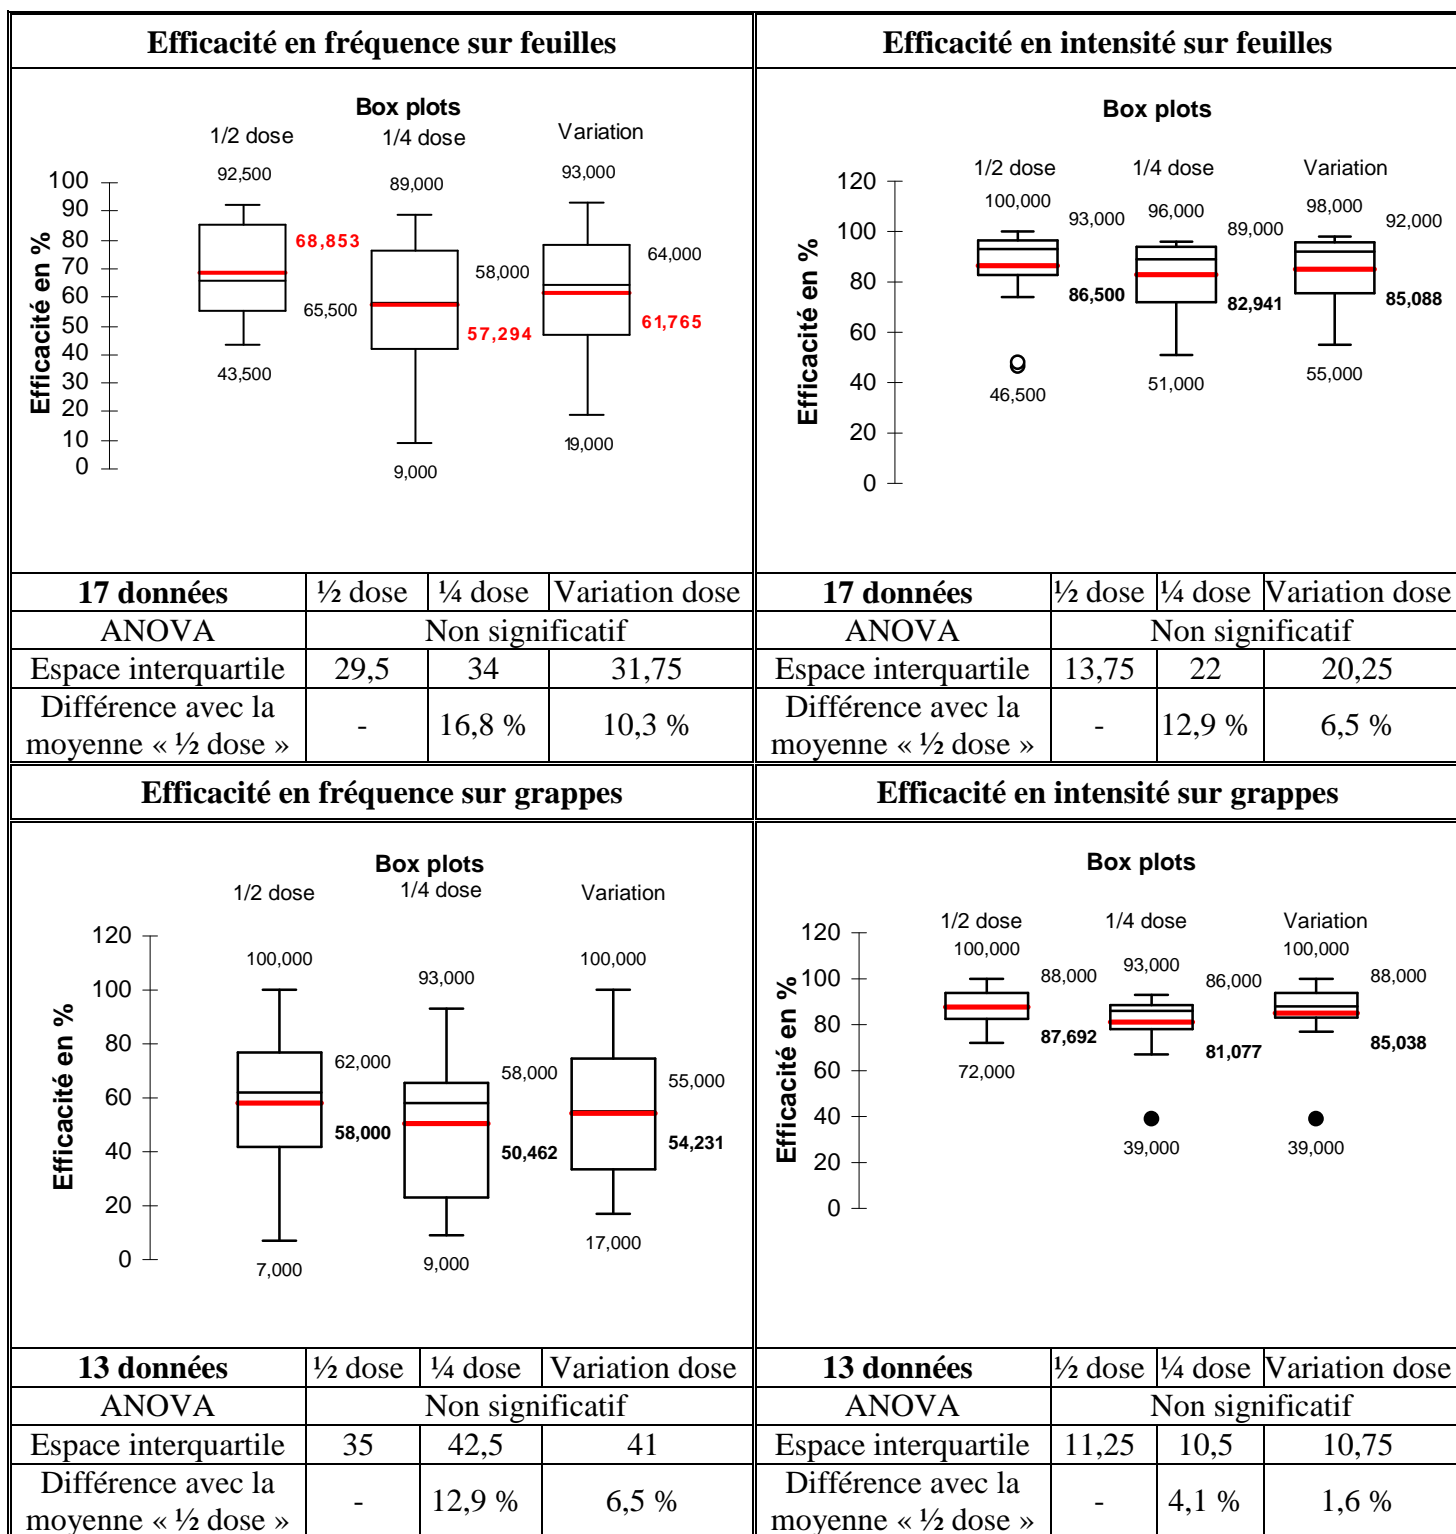 Efficacité en fréquence sur feuilles
Box plots
1/2 dose 1/4 dose Variation
92,500 89,000 93,000
100
90
80
70
60
50
40
30
20
10
0
Efficacité en %
68,853
65,500
43,500
58,000
57,294
9,000
64,000
61,765
19,000
17 données ½ dose ¼ dose Variation dose
ANOVA Non significatif
Espace interquartile 29,5 34 31,75
Différence avec la
moyenne « ½ dose » - 16,8 % 10,3 %
Efficacité en intensité sur feuilles
Box plots
1/2 dose 1/4 dose Variation
100,000 96,000 98,000
120
100
80
60
40
20
0
Efficacité en %
93,000
86,500
46,500
89,000
82,941
51,000
92,000
85,088
55,000
17 données ½ dose ¼ dose Variation dose
ANOVA Non significatif
Espace interquartile 13,75 22 20,25
Différence avec la
moyenne « ½ dose » - 12,9 % 6,5 %
Efficacité en fréquence sur grappes
Box plots
1/2 dose 1/4 dose Variation
100,000 93,000 100,000
120
100
80
60
40
20
0
Efficacité en %
62,000
58,000
7,000
58,000
50,462
9,000
55,000
54,231
17,000
13 données ½ dose ¼ dose Variation dose
ANOVA Non significatif
Espace interquartile 35 42,5 41
Différence avec la
moyenne « ½ dose » - 12,9 % 6,5 %
Efficacité en intensité sur grappes
Box plots
1/2 dose 1/4 dose Variation
100,000 93,000 100,000
120
100
80
60
40
20
0
Efficacité en %
88,000
87,692
72,000
86,000
81,077
39,000
88,000
85,038
39,000
13 données ½ dose ¼ dose Variation dose
ANOVA Non significatif
Espace interquartile 11,25 10,5 10,75
Différence avec la
moyenne « ½ dose » - 4,1 % 1,6 %